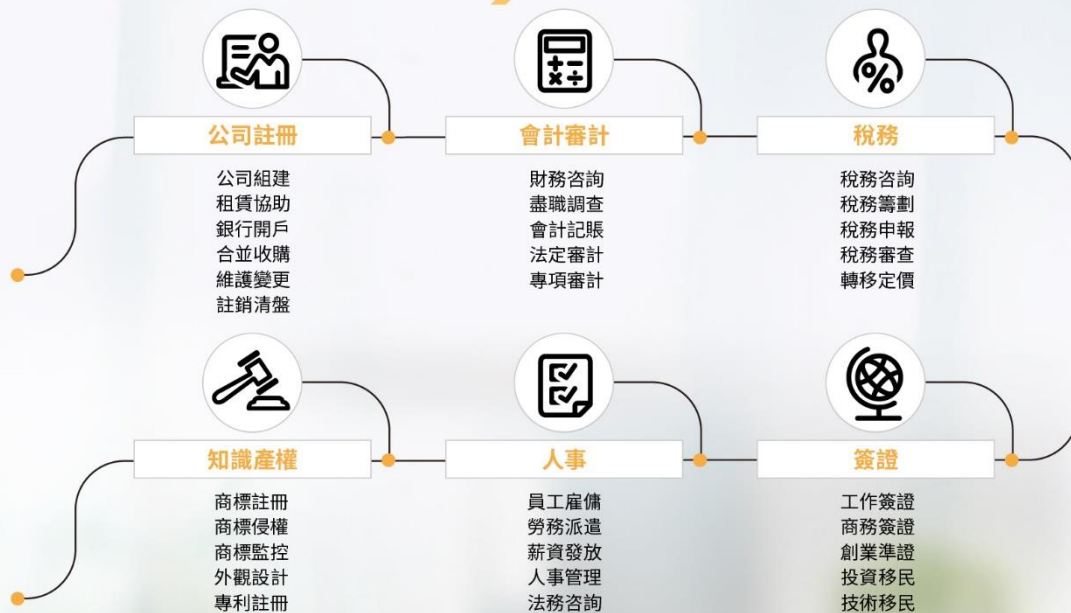 公司註冊
公司組建
租賃協助
銀行開戶
合並收購
維護變更
註銷清盤
會計審計
財務咨詢
盡職調查
會計記賬
法定審計
專項審計
稅務
稅務咨詢
稅務籌劃
稅務申報
稅務審查
轉移定價
知識產權
商標註冊
商標侵權
商標監控
外觀設計
專利註冊
人事
員工雇傭
勞務派遣
薪資發放
人事管理
法務咨詢
簽證
工作簽證
商務簽證
創業準證
投資移民
技術移民